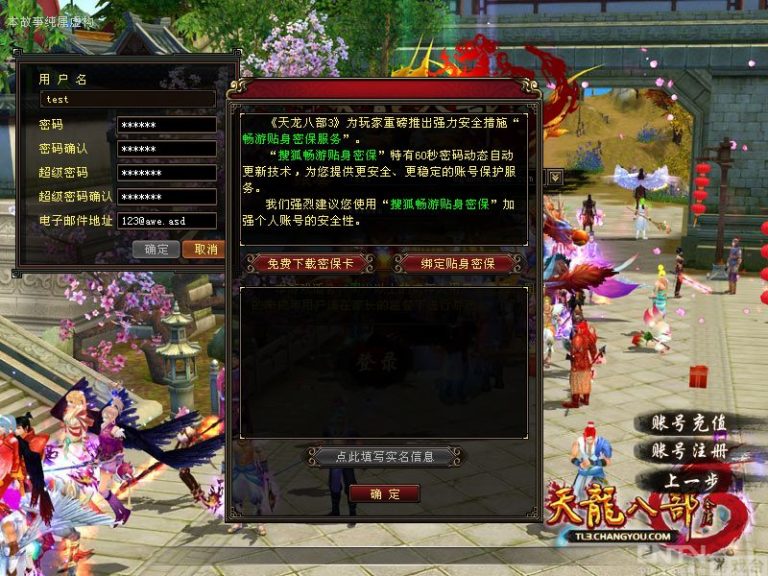 本故事纯属虚构
用 户 名
test
密码 ******
密码确认 ******
超级密码 *******
超级密码确认 *******
电子邮件地址 123@awe.asd
确定 取消
《天龙八部3》为玩家重磅推出强力安全措施“
畅游贴身密保服务”。
“搜狐畅游贴身密保”特有60秒密码动态自动
更新技术，为您提供更安全、更稳定的账号保护服
务。
我们强烈建议您使用“搜狐畅游贴身密保”加
强个人账号的安全性。
免费下载密保卡 绑定贴身密保
登录
点此填写实名信息
确 定
账号充值
账号注册
上一步
天龍八部3
TL3.CHANGYOU.COM